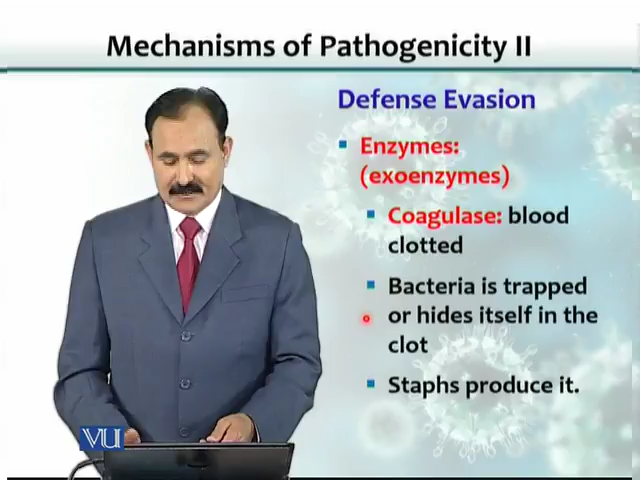 Mechanisms of Pathogenicity II
Defense Evasion
Enzymes:
(exoenzymes)
Coagulase: blood
clotted
Bacteria is trapped
or hides itself in the
clot
Staphs produce it.
VU